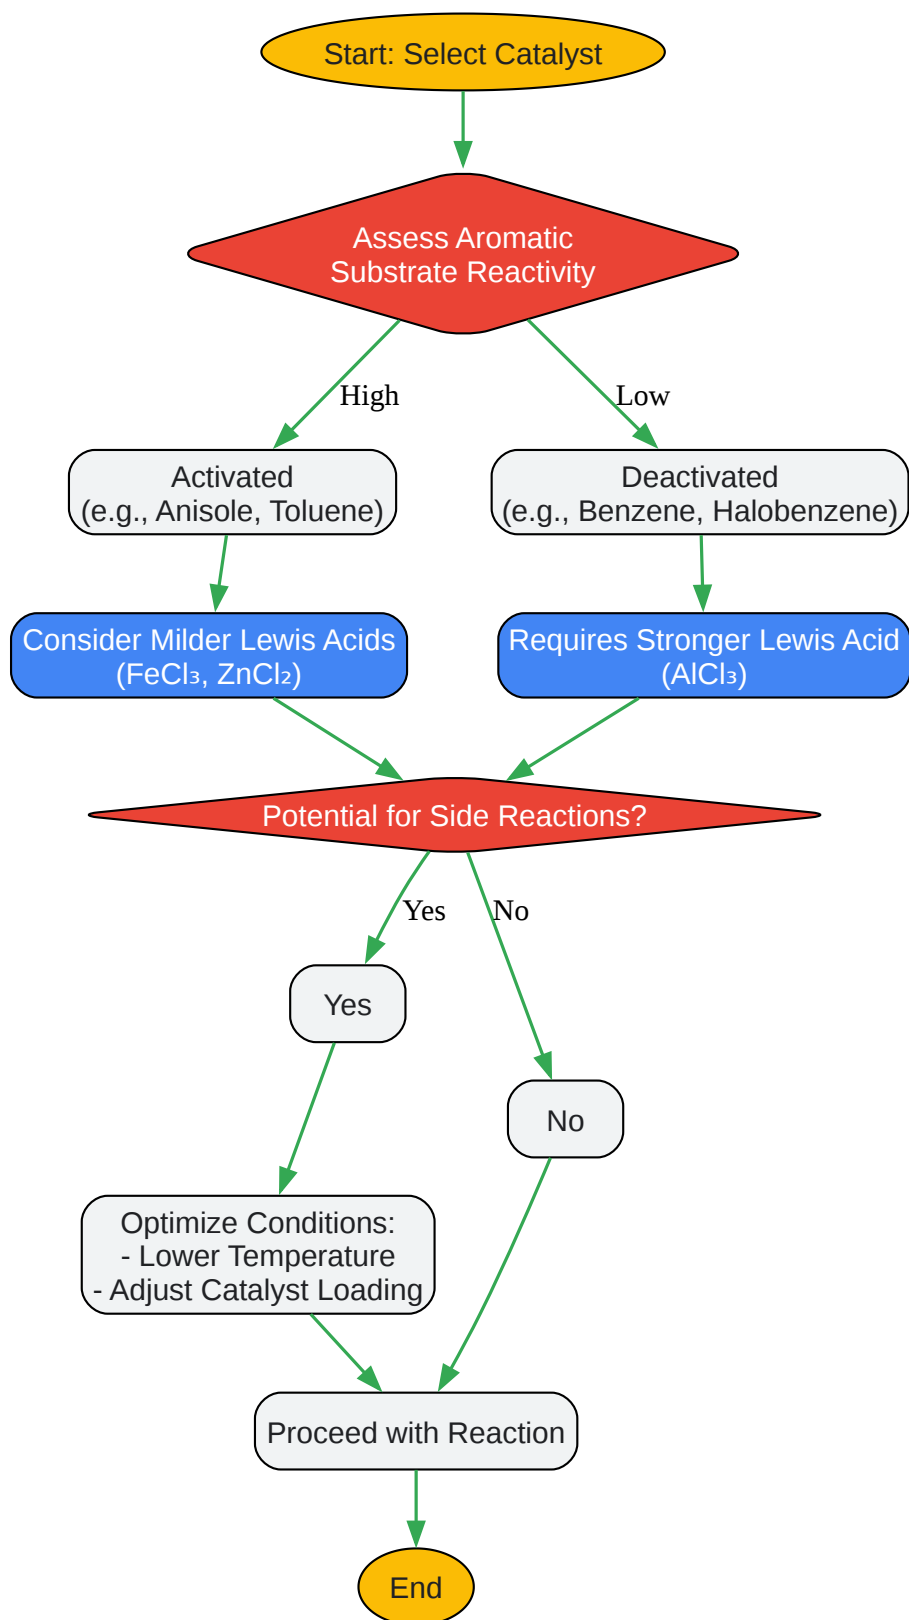 Start: Select Catalyst
Assess Aromatic
Substrate Reactivity
High
Low
Activated
(e.g., Anisole, Toluene)
Deactivated
(e.g., Benzene, Halobenzene)
Consider Milder Lewis Acids
(FeCl₃, ZnCl₂)
Requires Stronger Lewis Acid
(AlCl₃)
Potential for Side Reactions?
Yes
No
Yes
No
Optimize Conditions:
- Lower Temperature
- Adjust Catalyst Loading
Proceed with Reaction
End